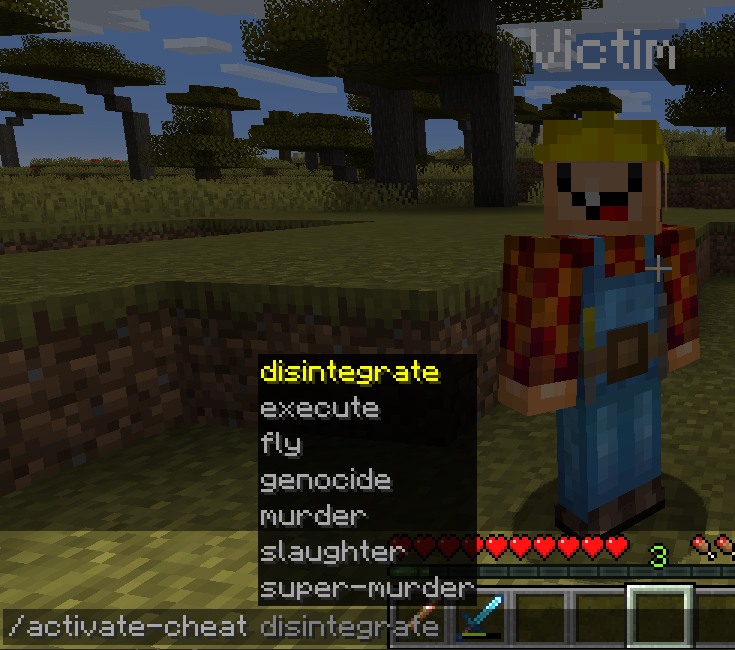 Victim
disintegrate
execute
fly
genocide
murder
slaughter
super-murder
3
/activate-cheat disintegrate